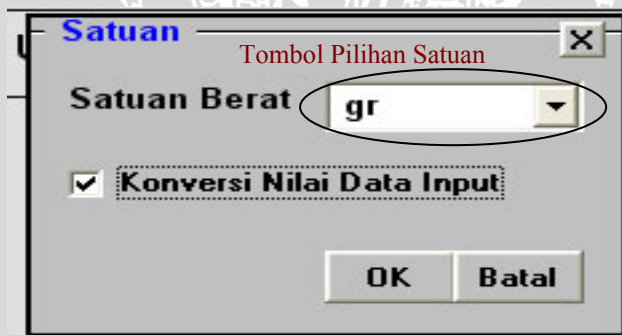 Satuan
Tombol Pilihan Satuan
Satuan Berat gr
Konversi Nilai Data Input
OK Batal